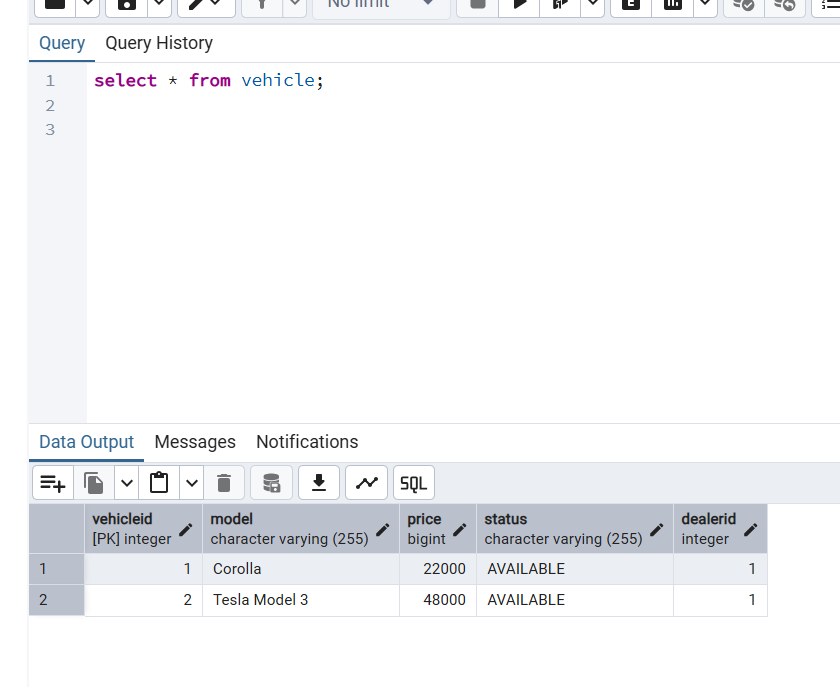 No limit
Query Query History
1 select * from vehicle;
2
3
Data Output Messages Notifications
SQL
vehicleid model price status dealerid
[PK] integer character varying (255) bigint character varying (255) integer
1 1 Corolla 22000 AVAILABLE 1
2 2 Tesla Model 3 48000 AVAILABLE 1